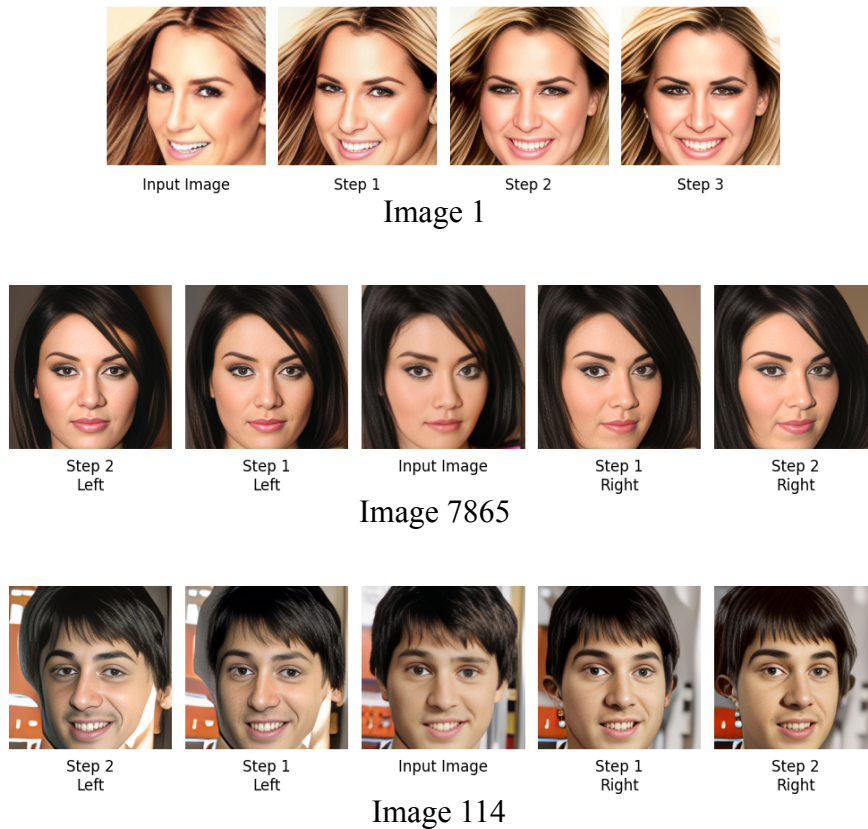 Input Image Step 1 Step 2 Step 3
Image 1
Step 2 Step 1 Input Image Step 1 Step 2
Left Left Right Right
Image 7865
Step 2 Step 1 Input Image Step 1 Step 2
Left Left Right Right
Image 114